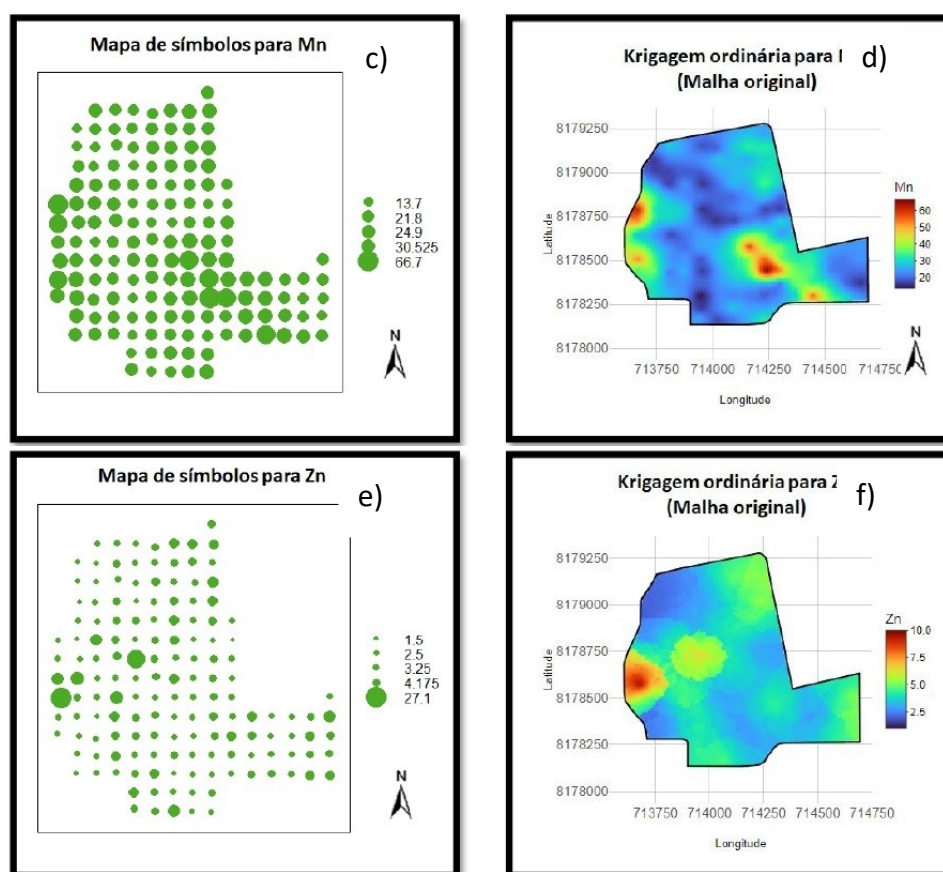 Mapa de símbolos para Mn
c)
13.7
21.8
24.9
30.525
66.7
N
Krigagem ordinária para
d)
(Malha original)
8179250
8179000
8178750
8178500
8178250
8178000
Latitude
713750 714000 714250 714500 714750
Longitude
Mn
60
50
40
30
20
N
Mapa de símbolos para Zn
e)
1.5
2.5
3.25
4.175
27.1
N
Krigagem ordinária para
f)
(Malha original)
8179250
8179000
8178750
8178500
8178250
8178000
Latitude
713750 714000 714250 714500 714750
Longitude
Zn
10.0
7.5
5.0
2.5